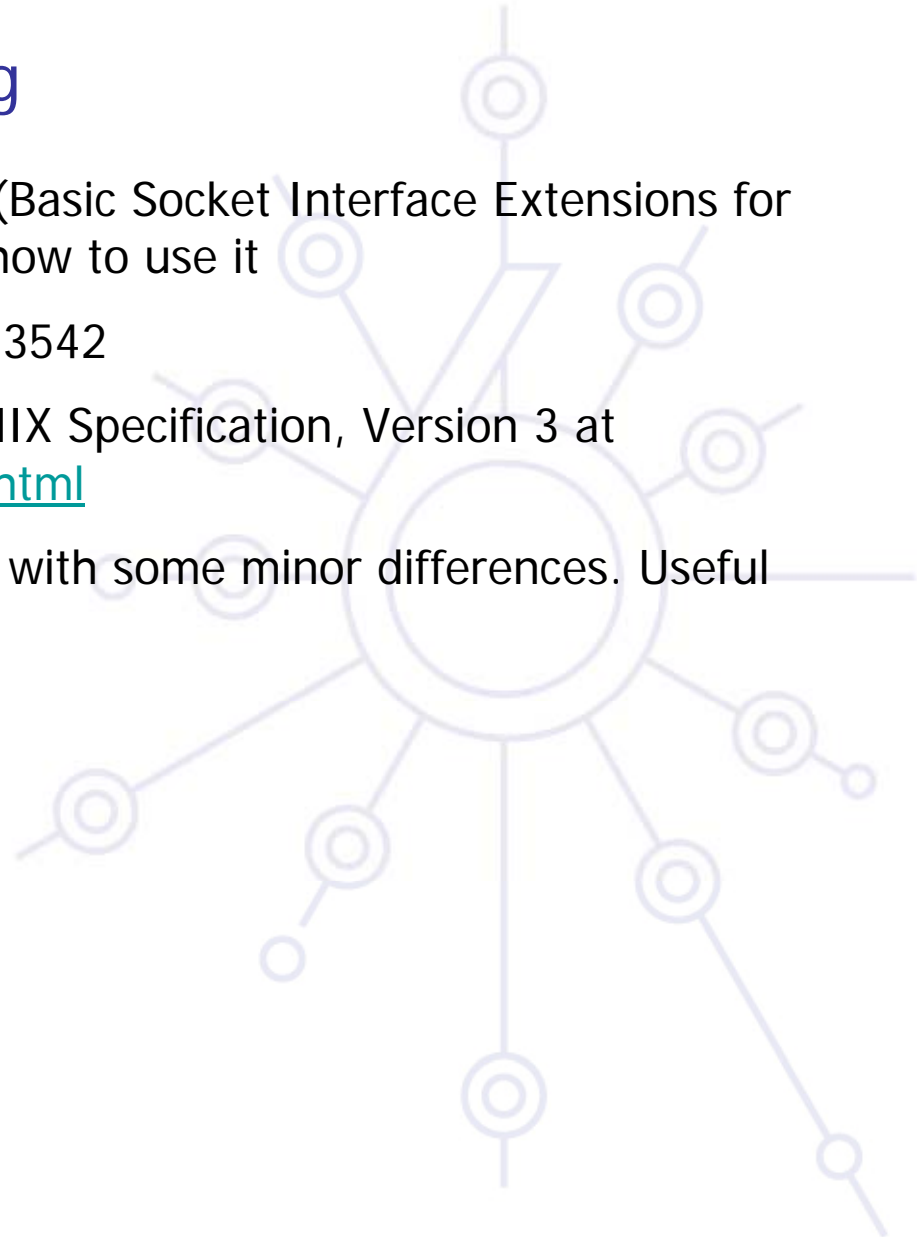 g
(Basic Socket Interface Extensions for
how to use it
3542
IIX Specification, Version 3 at
html
with some minor differences. Useful